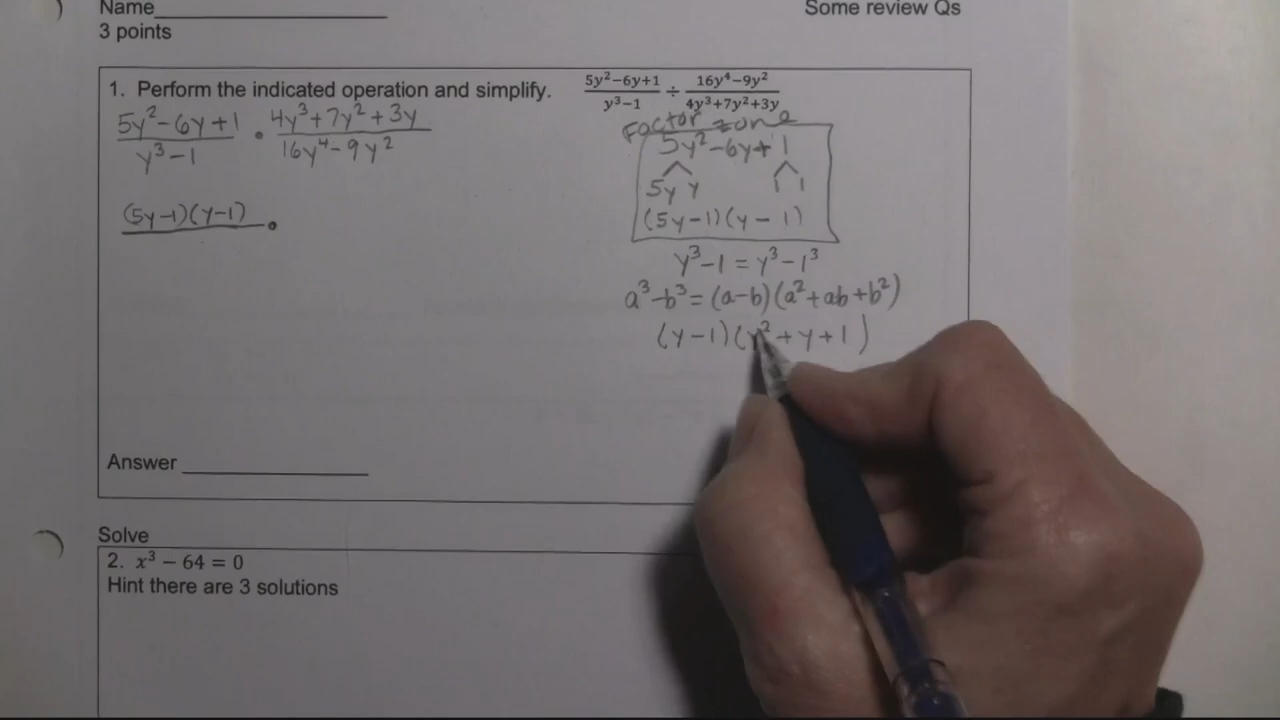 Name
Some review Qs
3 points
1. Perform the indicated operation and simplify. (5y²−6y+1)/(y³−1) ÷ (16y⁴−9y²)/(4y³+7y²+3y)
(5y²-6y+1)/(y³-1) • (4y³+7y²+3y)/(16y⁴-9y²)
(5y-1)(y-1) •
Factor zone
5y²-6y+1
5y y 1 1
(5y-1)(y-1)
y³-1=y³-1³
a³-b³=(a-b)(a²+ab+b²)
(y-1)(y²+y+1)
Answer
Solve
2. x³ − 64 = 0
Hint there are 3 solutions